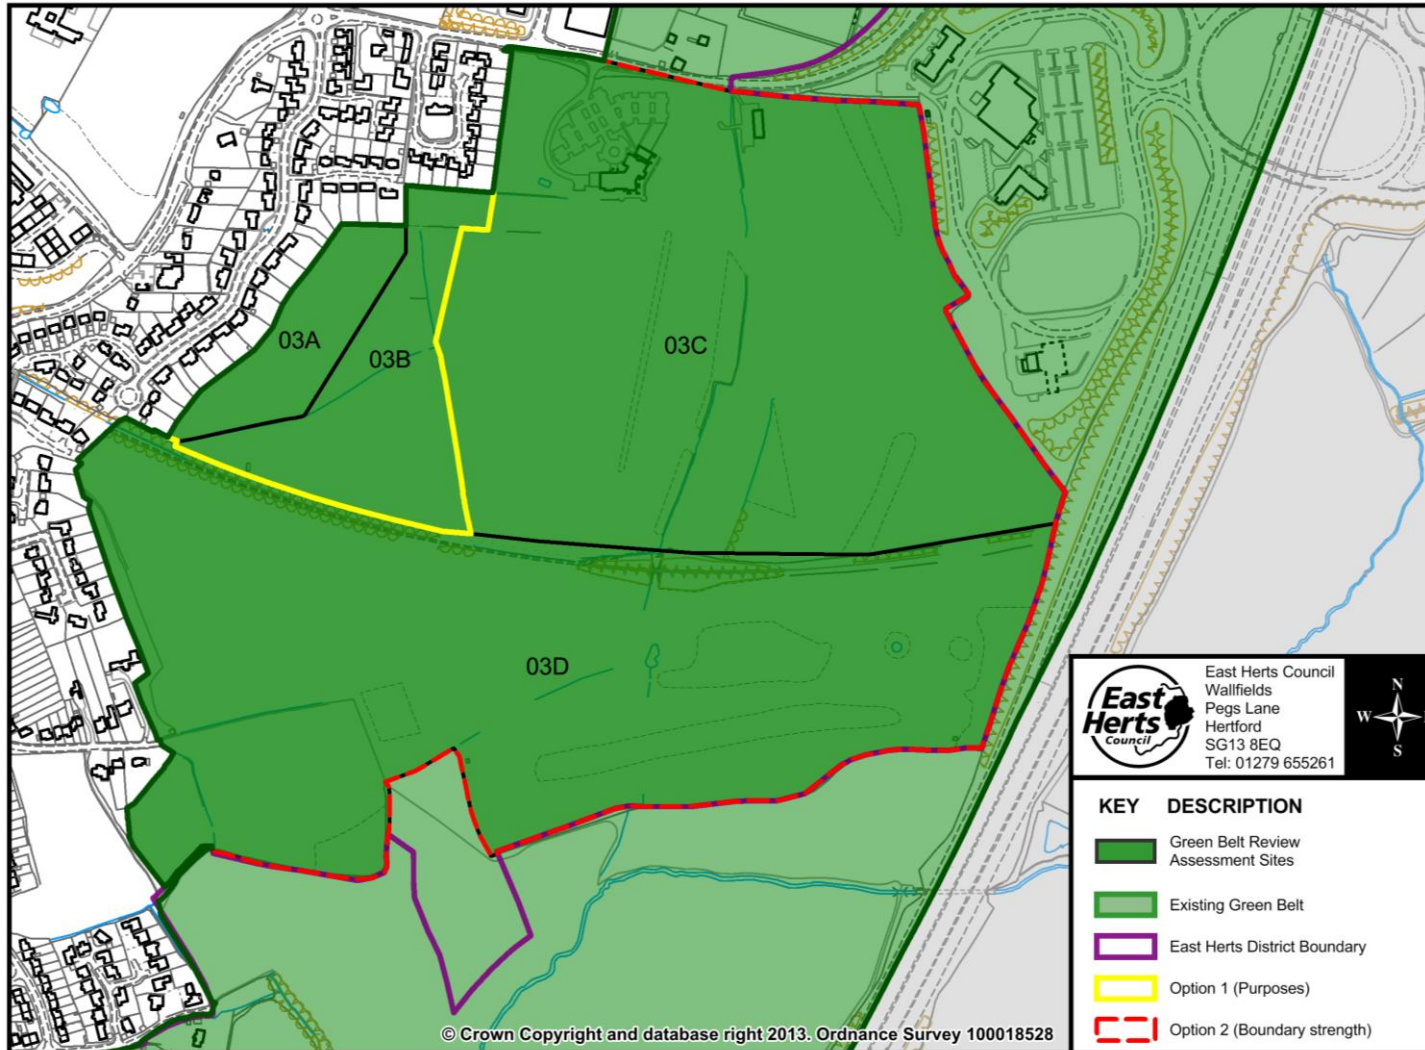 03A
03B
03C
03D
East Herts Council
East Herts Council
Wallfields
Pegs Lane
Hertford
SG13 8EQ
Tel: 01279 655261
N
W
S
KEY DESCRIPTION
Green Belt Review
Assessment Sites
Existing Green Belt
East Herts District Boundary
Option 1 (Purposes)
Option 2 (Boundary strength)
© Crown Copyright and database right 2013. Ordnance Survey 100018528